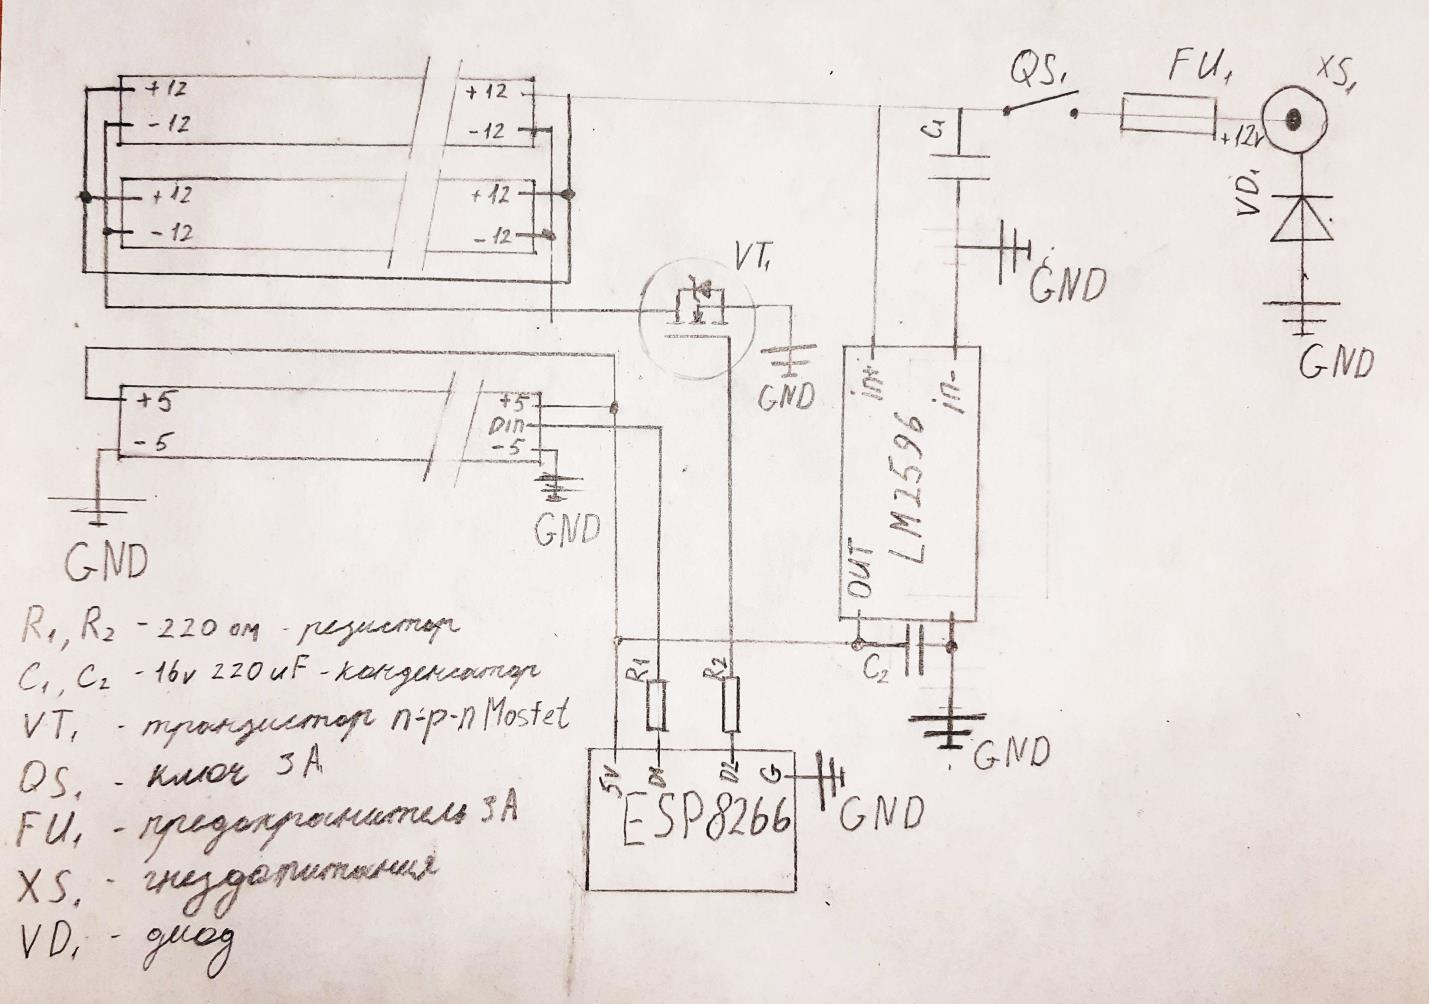 QS₁ FU₁ XS₁
+12 +12
-12 -12
C₁
+12v
+12 +12
-12 -12
VD₁
VT₁
GND
GND
GND
in+ in-
+5 +5
Din
-5 -5
LM2596
GND
GND
OUT
R₁, R₂ - 220 ом - резистор
C₁, C₂ - 16v 220uF - конденсатор
VT₁ - транзистор n-p-n Mosfet
QS₁ - ключ 3A
FU₁ - предохранитель 3A
XS₁ - гнездо питания
VD₁ - диод
R₁ R₂
C₂
GND
5v D1 D2 G
ESP8266
GND